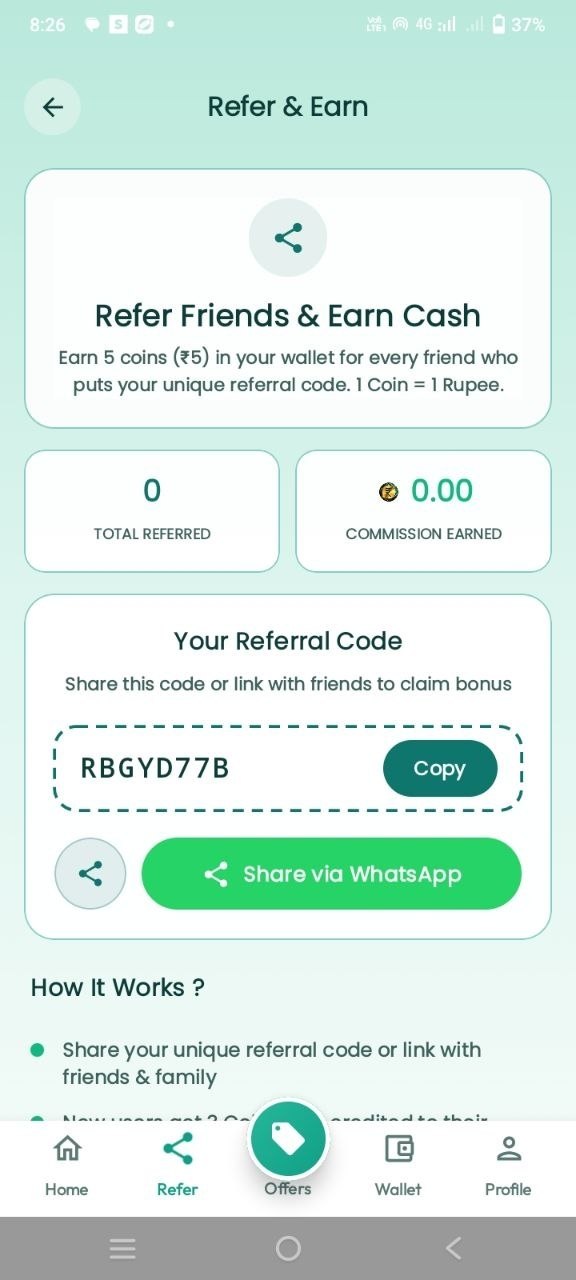 8:26
S
Vo)
LTE1
4G
37%
Refer & Earn
Refer Friends & Earn Cash
Earn 5 coins (₹5) in your wallet for every friend who
puts your unique referral code. 1 Coin = 1 Rupee.
0
TOTAL REFERRED
₹ 0.00
COMMISSION EARNED
Your Referral Code
Share this code or link with friends to claim bonus
RBGYD77B
Copy
Share via WhatsApp
How It Works ?
Share your unique referral code or link with
friends & family
Home
Refer
Offers
Wallet
Profile